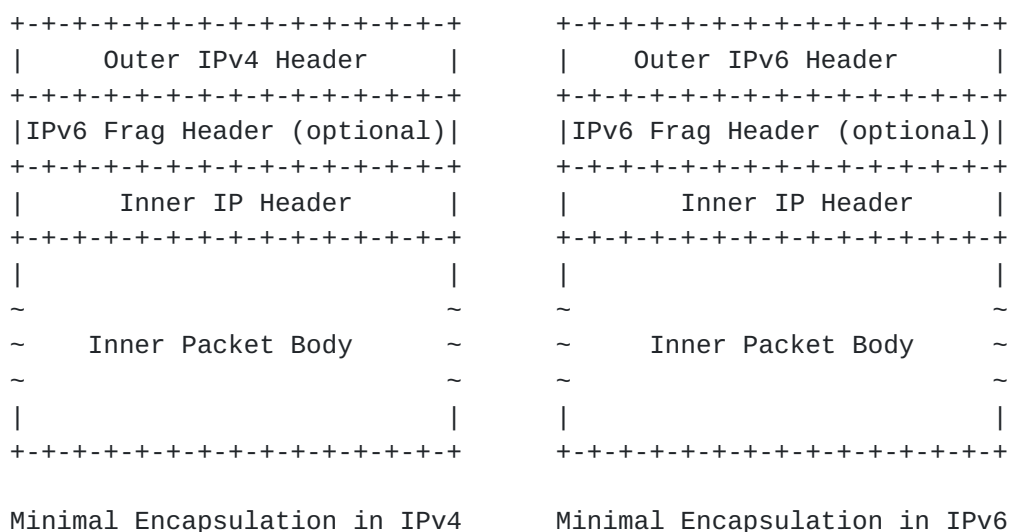 +-+-+-+-+-+-+-+-+-+-+-+-+-+-+      +-+-+-+-+-+-+-+-+-+-+-+-+-+-+
|     Outer IPv4 Header     |      |    Outer IPv6 Header      |
+-+-+-+-+-+-+-+-+-+-+-+-+-+-+      +-+-+-+-+-+-+-+-+-+-+-+-+-+-+
|IPv6 Frag Header (optional)|      |IPv6 Frag Header (optional)|
+-+-+-+-+-+-+-+-+-+-+-+-+-+-+      +-+-+-+-+-+-+-+-+-+-+-+-+-+-+
|      Inner IP Header      |      |       Inner IP Header     |
+-+-+-+-+-+-+-+-+-+-+-+-+-+-+      +-+-+-+-+-+-+-+-+-+-+-+-+-+-+
|                           |      |                           |
~                           ~      ~                           ~
~    Inner Packet Body      ~      ~     Inner Packet Body     ~
~                           ~      ~                           ~
|                           |      |                           |
+-+-+-+-+-+-+-+-+-+-+-+-+-+-+      +-+-+-+-+-+-+-+-+-+-+-+-+-+-+
Minimal Encapsulation in IPv4      Minimal Encapsulation in IPv6